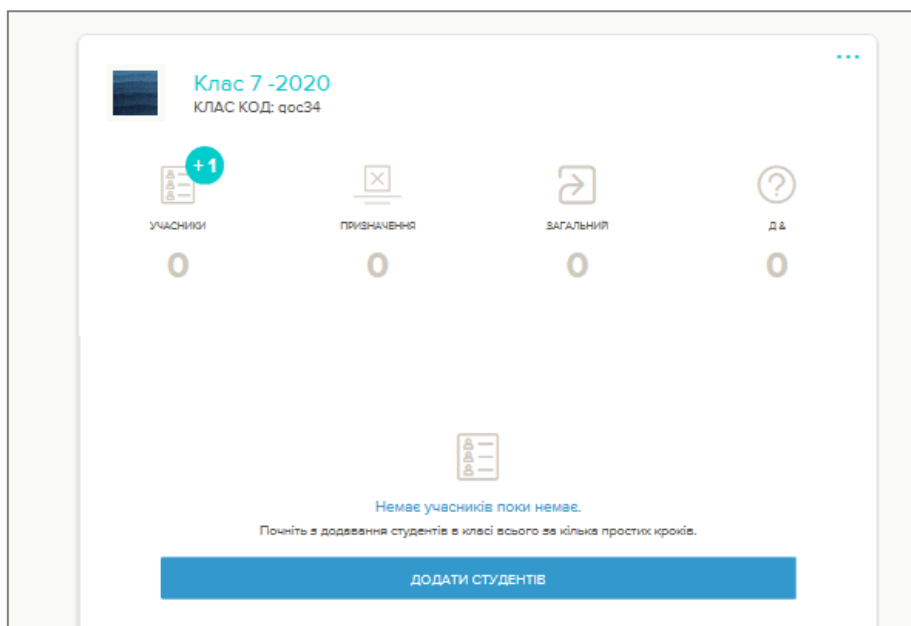 Клас 7 -2020
КЛАС КОД: qoc34
+1
УЧАСНИКИ
ПРИЗНАЧЕННЯ
ЗАГАЛЬНИЙ
Д &
0
0
0
0
Немає учасників поки немає.
Почніть з додавання студентів в класі всього за кілька простих кроків.
ДОДАТИ СТУДЕНТІВ